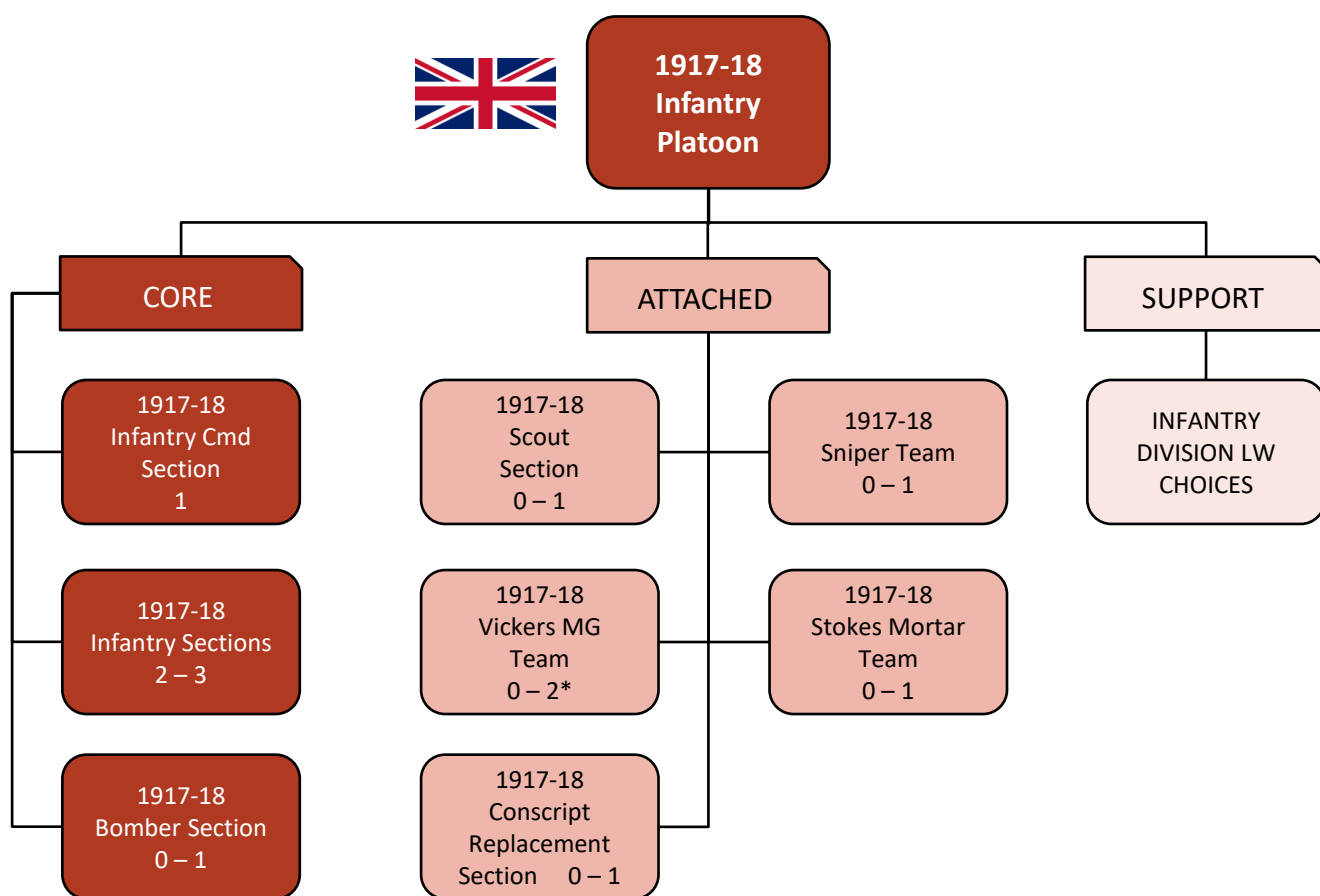 1917-18
Infantry
Platoon
CORE
ATTACHED
SUPPORT
1917-18
Infantry Cmd
Section
1
1917-18
Scout
Section
0 – 1
1917-18
Sniper Team
0 – 1
INFANTRY
DIVISION LW
CHOICES
1917-18
Infantry Sections
2 – 3
1917-18
Vickers MG
Team
0 – 2*
1917-18
Stokes Mortar
Team
0 – 1
1917-18
Bomber Section
0 – 1
1917-18
Conscript
Replacement
Section 0 – 1